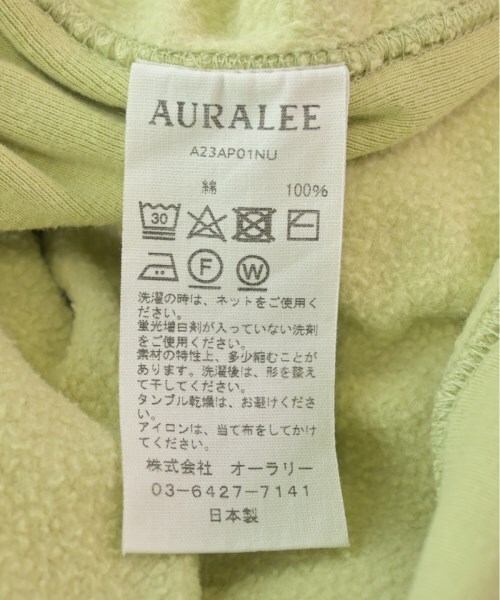 AURALEE
A23AP01NU
綿 100%
30
F W
洗濯の時は、ネットをご使用く
ださい。
蛍光増白剤が入っていない洗剤
をご使用ください。
素材の特性上、多少縮むことが
あります。洗濯後は、形を整え
て干してください。
タンブル乾燥は、お避けくださ
い。
アイロンは、当て布をしてかけ
てください。
株式会社 オーラリー
03-6427-7141
日本製